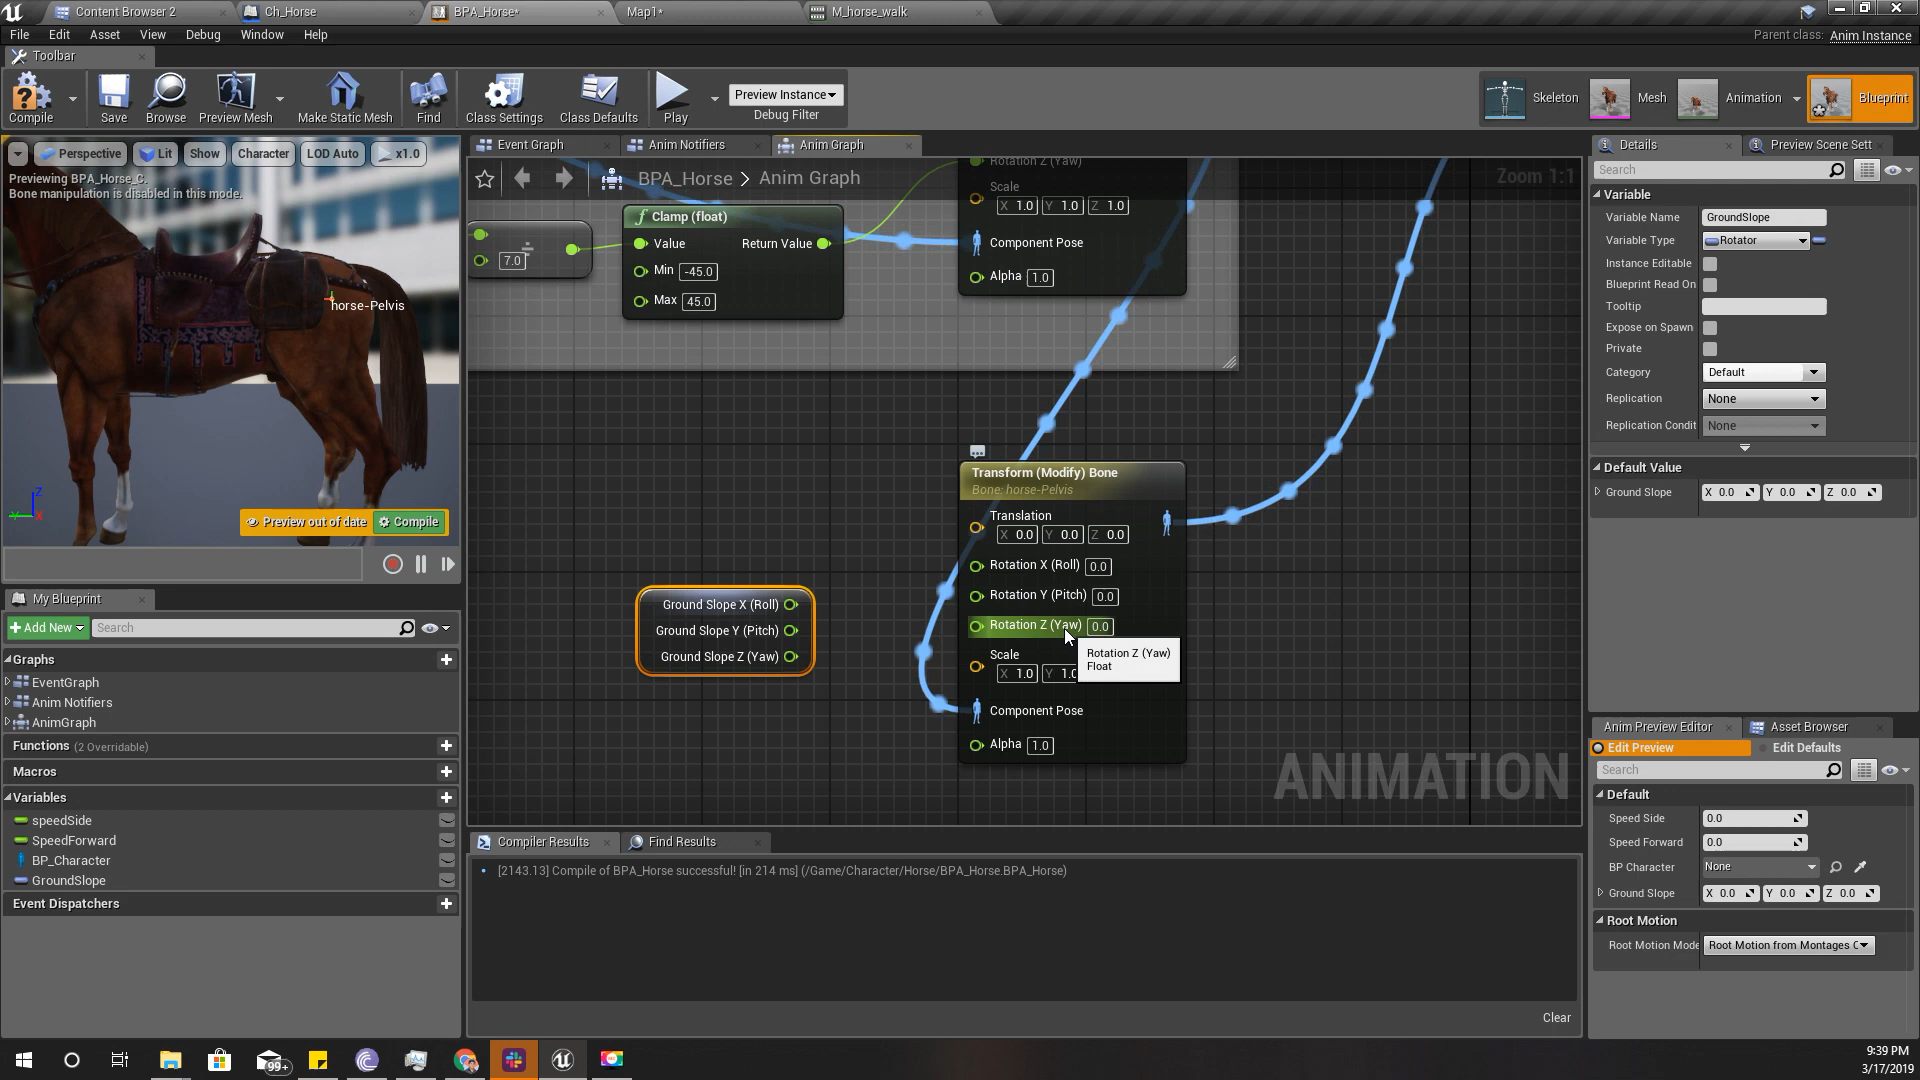 Content Browser 2
Ch_Horse
BPA_Horse*
Map1*
M_horse_walk
File
Edit
Asset
View
Debug
Window
Help
Parent class: Anim Instance
Toolbar
Compile
Save
Browse
Preview Mesh
Make Static Mesh
Find
Class Settings
Class Defaults
Play
Preview Instance
Debug Filter
Skeleton
Mesh
Animation
Blueprint
Perspective
Lit
Show
Character
LOD Auto
x1.0
Previewing BPA_Horse_C.
Bone manipulation is disabled in this mode.
horse-Pelvis
Z
Y
X
Preview out of date
Compile
My Blueprint
Add New
Search
Graphs
EventGraph
Anim Notifiers
AnimGraph
Functions (2 Overridable)
Macros
Variables
speedSide
SpeedForward
BP_Character
GroundSlope
Event Dispatchers
Event Graph
Anim Notifiers
Anim Graph
BPA_Horse > Anim Graph
Zoom 1:1
7.0
Clamp (float)
Value
Return Value
Min -45.0
Max 45.0
Rotation Z (Yaw)
Scale
X 1.0 Y 1.0 Z 1.0
Component Pose
Alpha 1.0
Ground Slope X (Roll)
Ground Slope Y (Pitch)
Ground Slope Z (Yaw)
Transform (Modify) Bone
Bone: horse-Pelvis
Translation
X 0.0 Y 0.0 Z 0.0
Rotation X (Roll) 0.0
Rotation Y (Pitch) 0.0
Rotation Z (Yaw) 0.0
Scale
X 1.0 Y 1.0
Component Pose
Alpha 1.0
Rotation Z (Yaw)
Float
ANIMATION
Compiler Results
Find Results
[2143.13] Compile of BPA_Horse successful! [in 214 ms] (/Game/Character/Horse/BPA_Horse.BPA_Horse)
Clear
Details
Preview Scene Sett
Search
Variable
Variable Name GroundSlope
Variable Type Rotator
Instance Editable
Blueprint Read On
Tooltip
Expose on Spawn
Private
Category Default
Replication None
Replication Condit None
Default Value
Ground Slope X 0.0 Y 0.0 Z 0.0
Anim Preview Editor
Asset Browser
Edit Preview
Edit Defaults
Search
Default
Speed Side 0.0
Speed Forward 0.0
BP Character None
Ground Slope X 0.0 Y 0.0 Z 0.0
Root Motion
Root Motion Mode Root Motion from Montages
99+
9:39 PM
3/17/2019